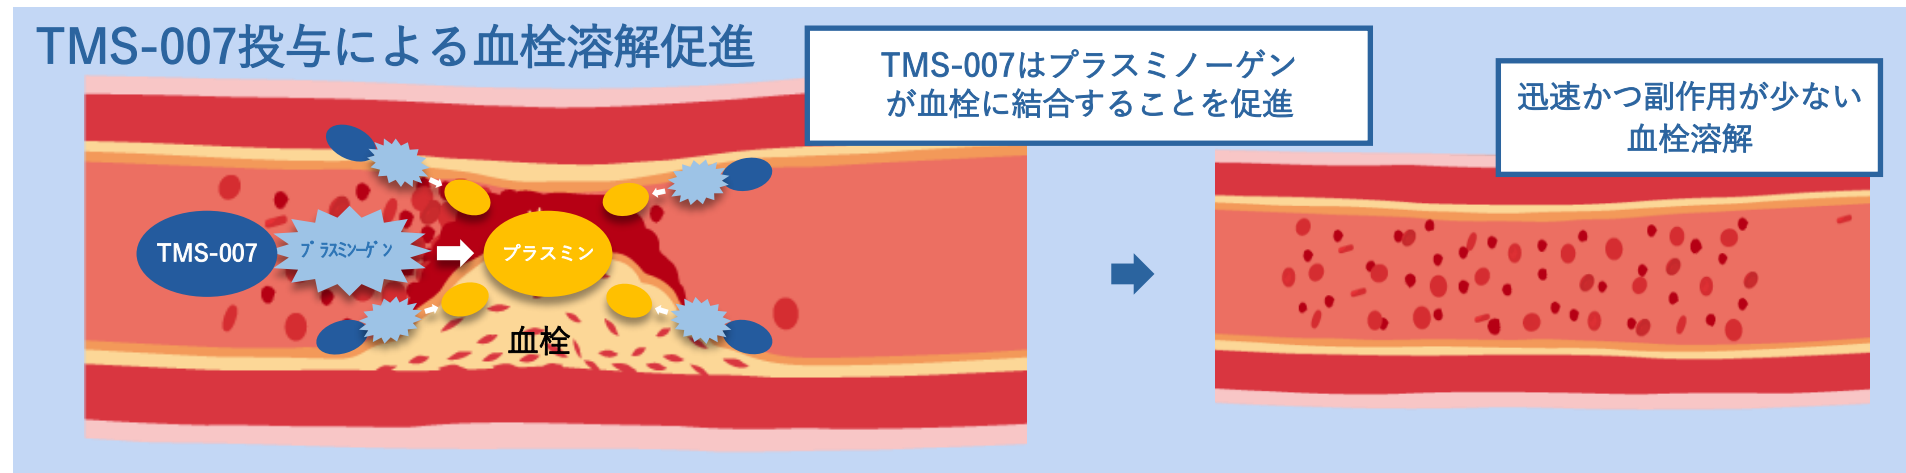 TMS-007投与による血栓溶解促進
TMS-007はプラスミノーゲン
が血栓に結合することを促進
迅速かつ副作用が少ない
血栓溶解
TMS-007
ﾌﾟﾗｽﾐﾉｰｹﾞﾝ
プラスミン
血栓